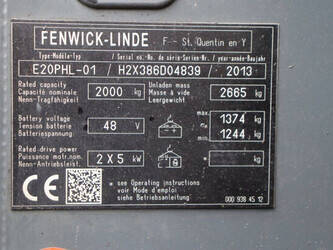 FENWICK-LINDE F - St. Quentin en Y
Type-Modèle-Typ / Serial no.-No. de série-Serien-Nr. / year-année-Baujahr
E20PHL-01 / H2X386D04839 / 2013
Rated capacity
Capacité nominale 2000 kg
Nenn-Tragfähigkeit
Unladen mass
Masse à vide 2665 kg
Leergewicht
Battery voltage
Tension batterie 48 V
Batteriespannung
max 1374 kg
min 1244 kg
Rated drive power
Puissance motr.nom. 2 X 5 kW
Nenn-Antriebsleist.
* kg
CE
* see Operating instructions
voir Mode d'emploi
siehe Betriebsanleitung
000 938 45 12